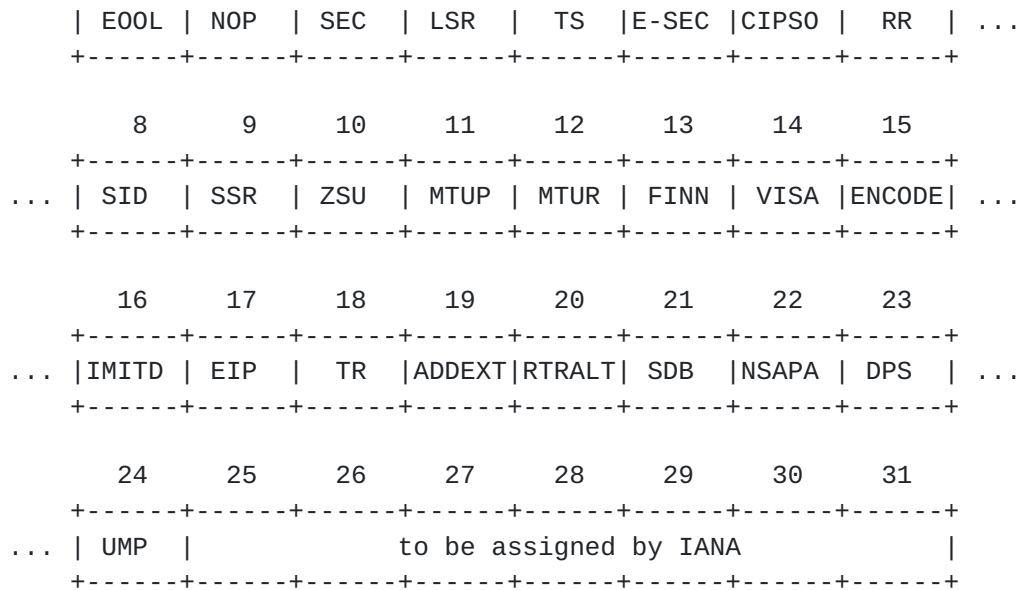 | EOOL | NOP  | SEC  | LSR  |  TS  |E-SEC |CIPSO |  RR  | ...
+------+------+------+------+------+------+------+------+
8      9     10     11     12     13     14     15
+------+------+------+------+------+------+------+------+
... | SID  | SSR  | ZSU  | MTUP | MTUR | FINN | VISA |ENCODE| ...
+------+------+------+------+------+------+------+------+
16     17     18     19     20     21     22     23
+------+------+------+------+------+------+------+------+
... |IMITD | EIP  |  TR  |ADDEXT|RTRALT| SDB  |NSAPA | DPS  | ...
+------+------+------+------+------+------+------+------+
24     25     26     27     28     29     30     31
+------+------+------+------+------+------+------+------+
... | UMP  |             to be assigned by IANA             |
+------+------+------+------+------+------+------+------+